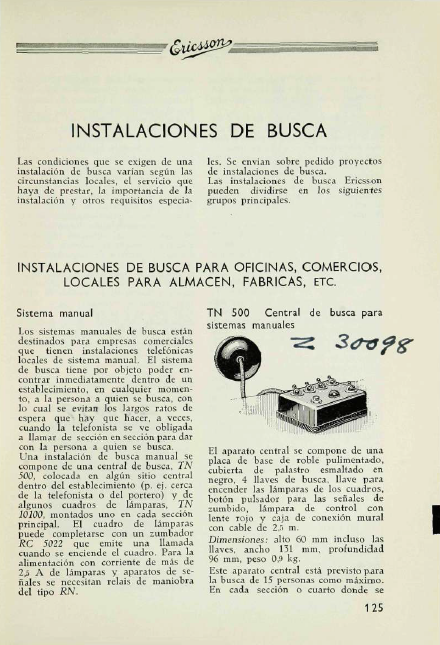 Ericsson
INSTALACIONES DE BUSCA
Las condiciones que se exigen de una
instalación de busca varían según las
circunstancias locales, el servicio que
haya de prestar, la importancia de la
instalación y otros requisitos especia-
les. Se envían sobre pedido proyectos
de instalaciones de busca.
Las instalaciones de busca Ericsson
pueden dividirse en los siguientes
grupos principales.
INSTALACIONES DE BUSCA PARA OFICINAS, COMERCIOS,
LOCALES PARA ALMACEN, FABRICAS, ETC.
Sistema manual
Los sistemas manuales de busca están
destinados para empresas comerciales
que tienen instalaciones telefónicas
locales de sistema manual. El sistema
de busca tiene por objeto poder en-
contrar inmediatamente dentro de un
establecimiento, en cualquier momen-
to, a la persona a quien se busca, con
lo cual se evitan los largos ratos de
espera que hay que hacer, a veces,
cuando la telefonista se ve obligada
a llamar de sección en sección para dar
con la persona a quien se busca.
Una instalación de busca manual se
compone de una central de busca, TN
500, colocada en algún sitio central
dentro del establecimiento (p. ej. cerca
de la telefonista o del portero) y de
algunos cuadros de lámparas, TN
10100, montados uno en cada sección
principal. El cuadro de lámparas
puede completarse con un zumbador
RC 5022 que emite una llamada
cuando se enciende el cuadro. Para la
alimentación con corriente de más de
2,5 A de lámparas y aparatos de se-
ñales se necesitan relais de maniobra
del tipo RN.
TN 500 Central de busca para
sistemas manuales
Z 30098
El aparato central se compone de una
placa de base de roble pulimentado,
cubierta de palastro esmaltado en
negro, 4 llaves de busca, llave para
encender las lámparas de los cuadros,
botón pulsador para las señales de
zumbido, lámpara de control con
lente rojo y caja de conexión mural
con cable de 2,5 m.
Dimensiones: alto 60 mm incluso las
llaves, ancho 131 mm, profundidad
96 mm, peso 0,9 kg.
Este aparato central está previsto para
la busca de 15 personas como máximo.
En cada sección o cuarto donde se
125